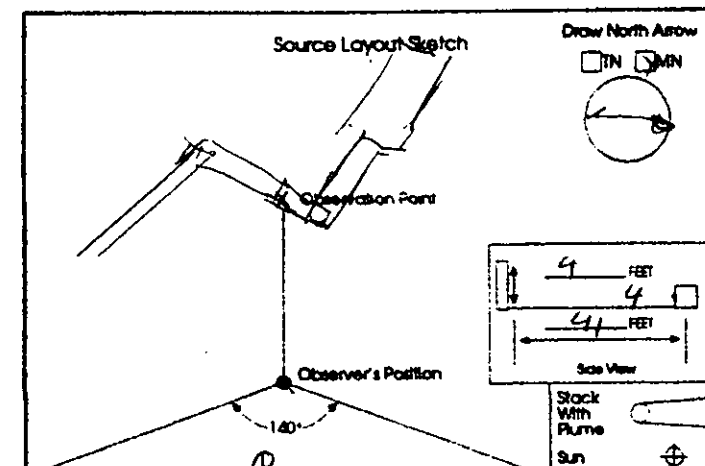 Source Layout Sketch
Draw North Arrow
TN MN
Observation Point
4 FEET
4
41 FEET
Side View
Observer's Position
140°
Stack
With
Plume
Sun